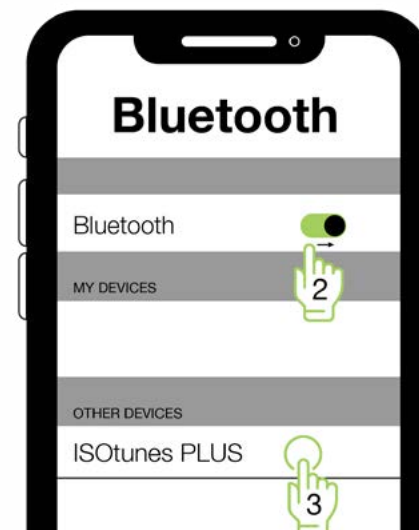 Bluetooth
Bluetooth
2
MY DEVICES
OTHER DEVICES
ISOtunes PLUS
3